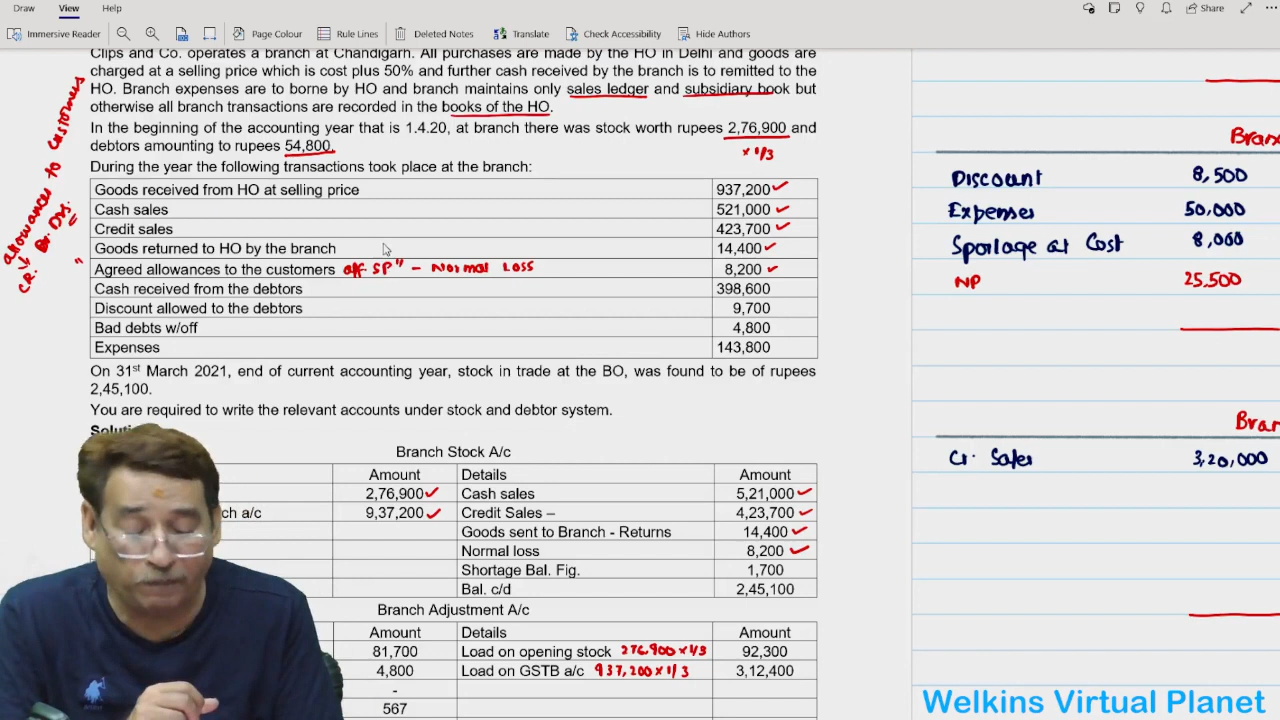 Draw View Help
Share
Immersive Reader Page Colour Rule Lines Deleted Notes Translate Check Accessibility Hide Authors
Clips and Co. operates a branch at Chandigarh. All purchases are made by the HO in Delhi and goods are
charged at a selling price which is cost plus 50% and further cash received by the branch is to remitted to the
HO. Branch expenses are to borne by HO and branch maintains only sales ledger and subsidiary book but
otherwise all branch transactions are recorded in the books of the HO.
In the beginning of the accounting year that is 1.4.20, at branch there was stock worth rupees 2,76,900 and
debtors amounting to rupees 54,800.
× 1/3
During the year the following transactions took place at the branch:
Goods received from HO at selling price 937,200
Cash sales 521,000
Credit sales 423,700
Goods returned to HO by the branch 14,400
Agreed allowances to the customers off SP" - Normal Loss 8,200
Cash received from the debtors 398,600
Discount allowed to the debtors 9,700
Bad debts w/off 4,800
Expenses 143,800
allowances to customers
CR. Br. Drs.
On 31st March 2021, end of current accounting year, stock in trade at the BO, was found to be of rupees
2,45,100.
You are required to write the relevant accounts under stock and debtor system.
Branch Stock A/c
Amount Details Amount
2,76,900 Cash sales 5,21,000
ch a/c 9,37,200 Credit Sales – 4,23,700
Goods sent to Branch - Returns 14,400
Normal loss 8,200
Shortage Bal. Fig. 1,700
Bal. c/d 2,45,100
Branch Adjustment A/c
Amount Details Amount
81,700 Load on opening stock 276,900 × 1/3 92,300
4,800 Load on GSTB a/c 937,200 × 1/3 3,12,400
-
567
Discount 8,500
Expenses 50,000
Spoilage at Cost 8,000
NP 25,500
Cr. Sales 3,20,000
Welkins Virtual Planet